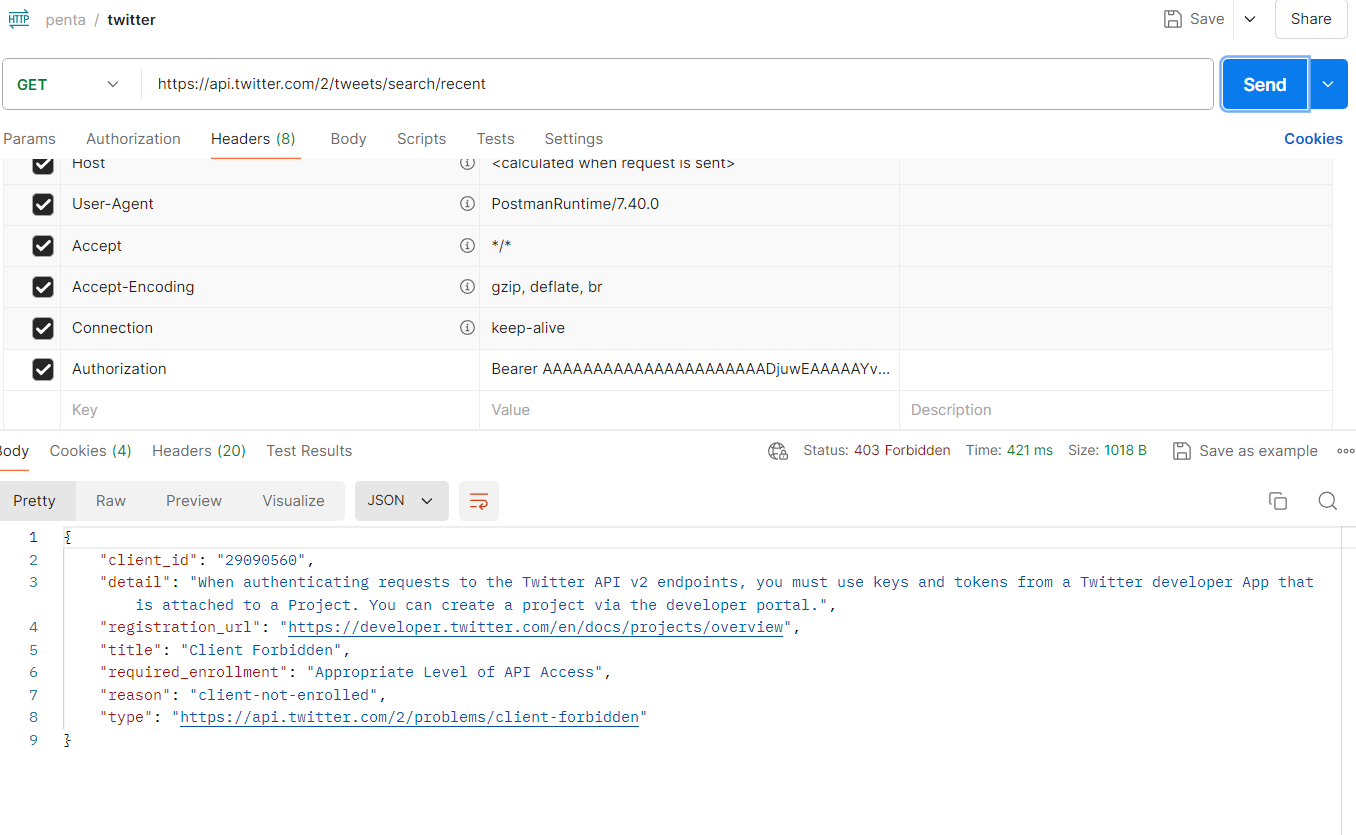 HTTP penta / twitter Save Share
GET https://api.twitter.com/2/tweets/search/recent Send
Params Authorization Headers (8) Body Scripts Tests Settings Cookies
Host <calculated when request is sent>
User-Agent PostmanRuntime/7.40.0
Accept */*
Accept-Encoding gzip, deflate, br
Connection keep-alive
Authorization Bearer AAAAAAAAAAAAAAAAAAAAAADjuwEAAAAAYv...
Key Value Description
Body Cookies (4) Headers (20) Test Results Status: 403 Forbidden Time: 421 ms Size: 1018 B Save as example
Pretty Raw Preview Visualize JSON
1 {
2 "client_id": "29090560",
3 "detail": "When authenticating requests to the Twitter API v2 endpoints, you must use keys and tokens from a Twitter developer App that
is attached to a Project. You can create a project via the developer portal.",
4 "registration_url": "https://developer.twitter.com/en/docs/projects/overview",
5 "title": "Client Forbidden",
6 "required_enrollment": "Appropriate Level of API Access",
7 "reason": "client-not-enrolled",
8 "type": "https://api.twitter.com/2/problems/client-forbidden"
9 }